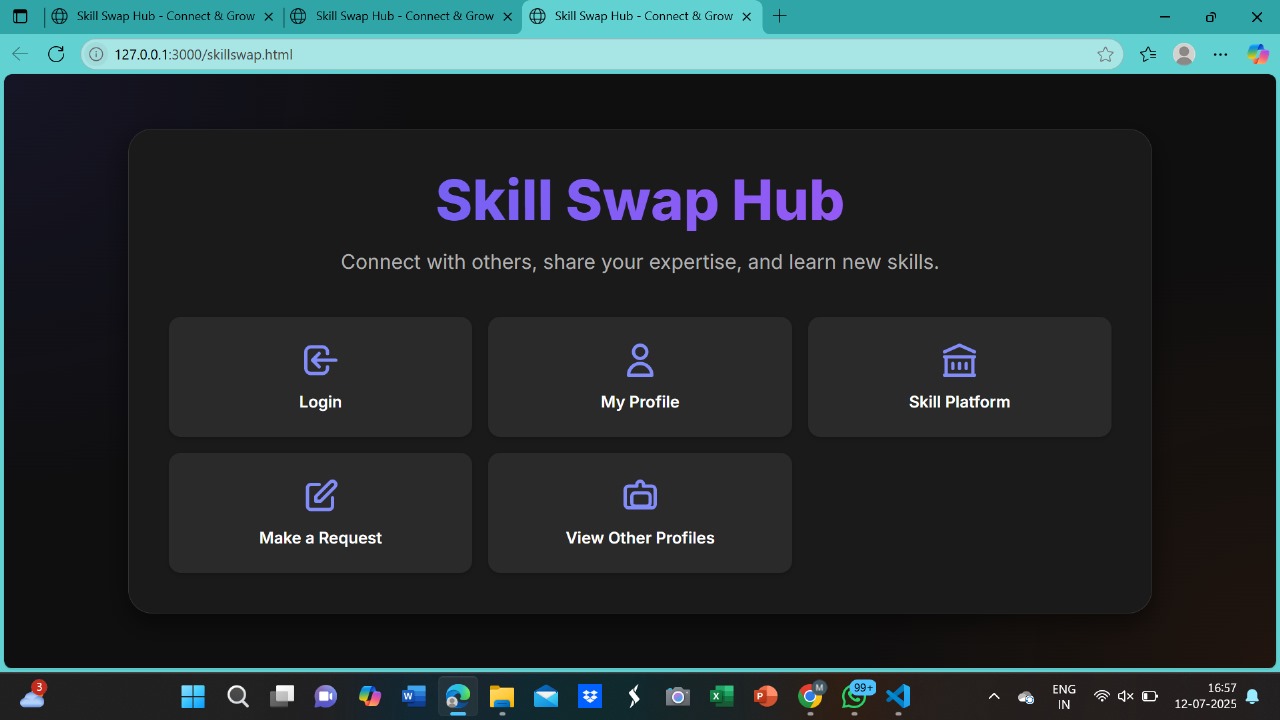 Skill Swap Hub - Connect & Grow
Skill Swap Hub - Connect & Grow
Skill Swap Hub - Connect & Grow
127.0.0.1:3000/skillswap.html
Skill Swap Hub
Connect with others, share your expertise, and learn new skills.
Login
My Profile
Skill Platform
Make a Request
View Other Profiles
3
W
X
P
M
99+
ENG
IN
16:57
12-07-2025